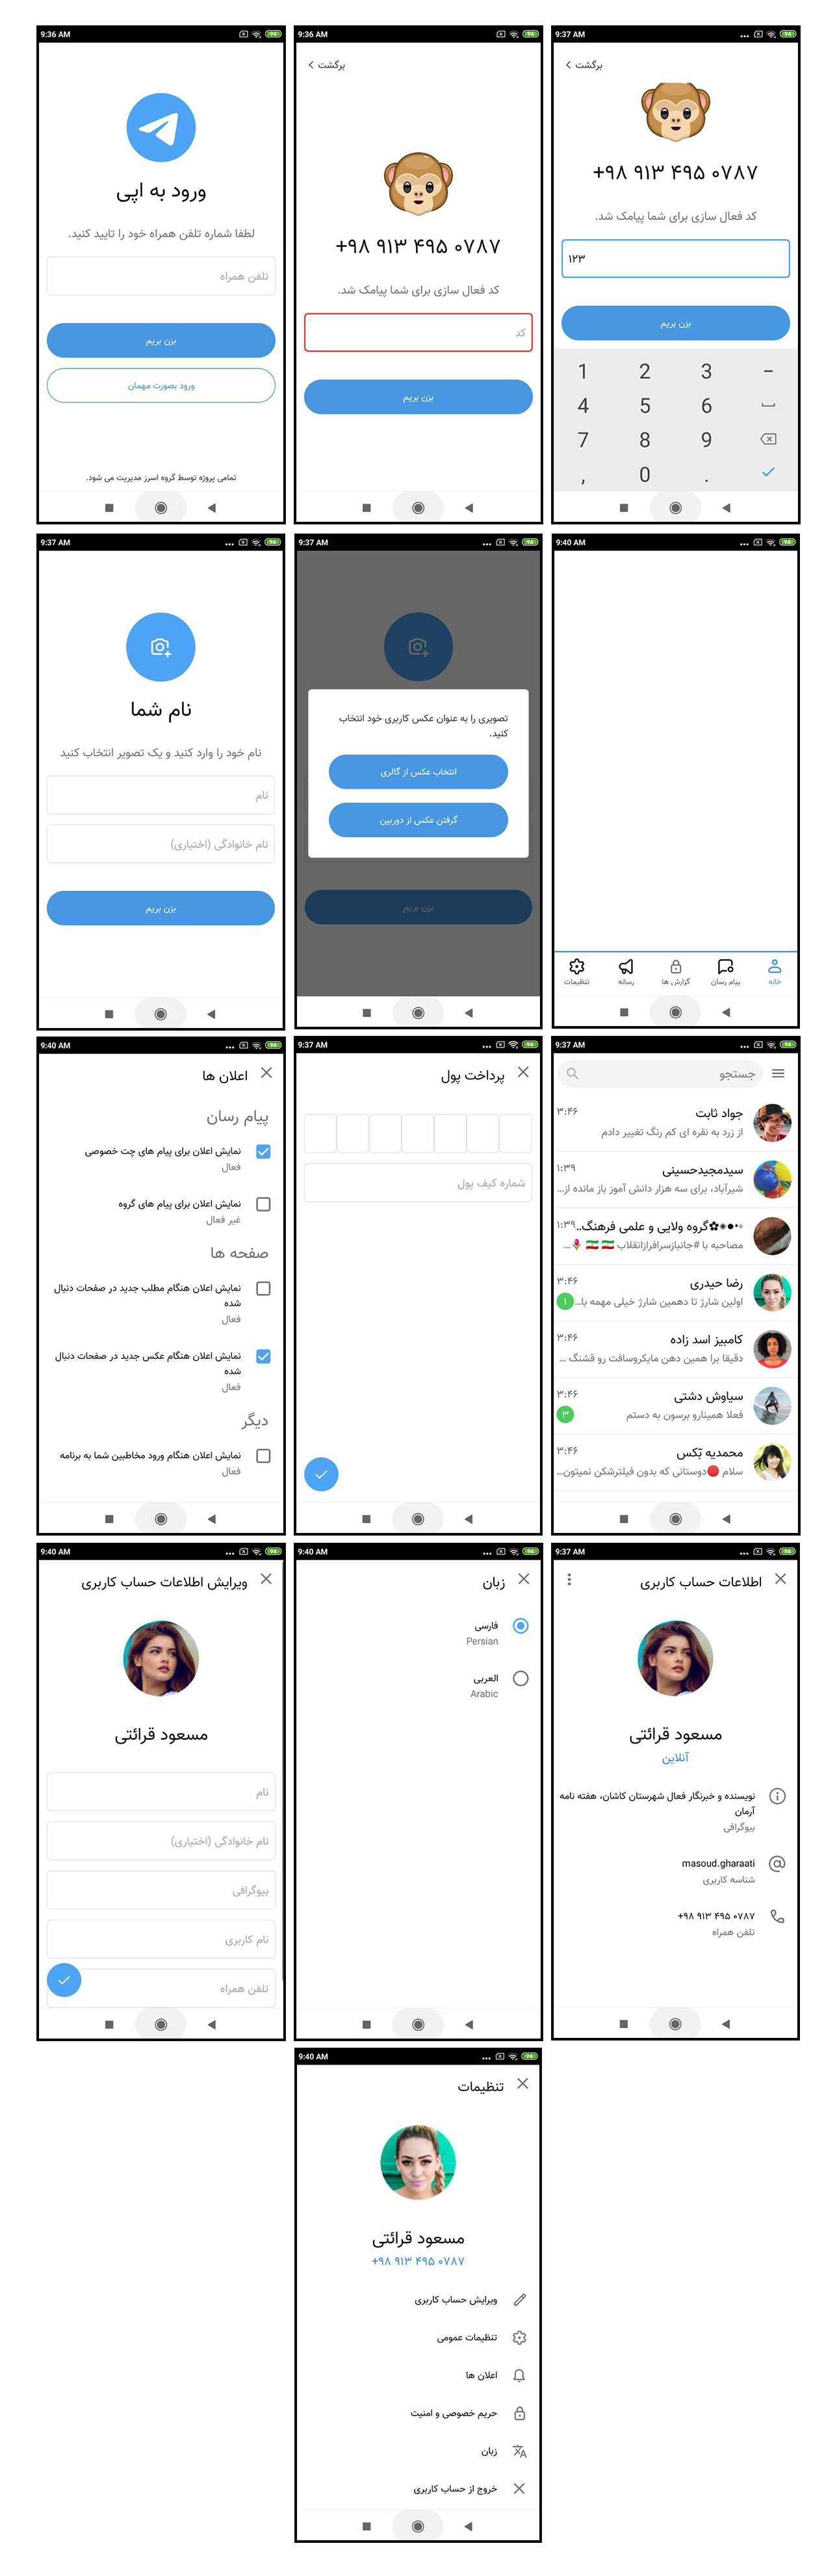 9:36 AM
ورود به اپی
لطفا شماره تلفن همراه خود را تایید کنید.
تلفن همراه
بزن بریم
ورود بصورت مهمان
تمامی پروژه توسط گروه اسرز مدیریت می شود.
9:36 AM
برگشت
+۹۸ ۹۱۳ ۴۹۵ ۰۷۸۷
کد فعال سازی برای شما پیامک شد.
کد
بزن بریم
9:37 AM
برگشت
+۹۸ ۹۱۳ ۴۹۵ ۰۷۸۷
کد فعال سازی برای شما پیامک شد.
۱۲۳
بزن بریم
1 2 3 -
4 5 6
7 8 9
, 0 .
9:37 AM
نام شما
نام خود را وارد کنید و یک تصویر انتخاب کنید
نام
نام خانوادگی (اختیاری)
بزن بریم
9:37 AM
تصویری را به عنوان عکس کاربری خود انتخاب
کنید.
انتخاب عکس از گالری
گرفتن عکس از دوربین
بزن بریم
9:40 AM
خانه
پیام رسان
گزارش ها
رسانه
تنظیمات
9:40 AM
اعلان ها
پیام رسان
نمایش اعلان برای پیام های چت خصوصی
فعال
نمایش اعلان برای پیام های گروه
غیر فعال
صفحه ها
نمایش اعلان هنگام مطلب جدید در صفحات دنبال
شده
فعال
نمایش اعلان هنگام عکس جدید در صفحات دنبال
شده
فعال
دیگر
نمایش اعلان هنگام ورود مخاطبین شما به برنامه
فعال
9:37 AM
پرداخت پول
شماره کیف پول
9:37 AM
جستجو
جواد ثابت ۳:۴۶
از زرد به نقره ای کم رنگ تغییر دادم
سیدمجیدحسینی ۱:۳۹
شیرآباد، برای سه هزار دانش آموز باز مانده از...
گروه ولایی و علمی فرهنگ... ۱:۳۹
مصاحبه با #جانبازسرافرازانقلاب 🇮🇷 🇮🇷 🌷...
رضا حیدری ۳:۴۶
اولین شارژ تا دهمین شارژ خیلی مهمه با... ۱
کامبیز اسد زاده ۳:۴۶
دقیقا برا همین دهن مایکروسافت رو قشنگ ...
سیاوش دشتی ۳:۴۶
فعلا همینارو برسون به دستم ۳
محمدیه بُکس ۳:۴۶
سلام 🔴دوستانی که بدون فیلترشکن نمیتون...
9:40 AM
ویرایش اطلاعات حساب کاربری
مسعود قرائتی
نام
نام خانوادگی (اختیاری)
بیوگرافی
نام کاربری
تلفن همراه
9:40 AM
زبان
فارسی
Persian
العربی
Arabic
9:37 AM
اطلاعات حساب کاربری
مسعود قرائتی
آنلاین
نویسنده و خبرنگار فعال شهرستان کاشان، هفته نامه
آرمان
بیوگرافی
masoud.gharaati
شناسه کاربری
+۹۸ ۹۱۳ ۴۹۵ ۰۷۸۷
تلفن همراه
9:40 AM
تنظیمات
مسعود قرائتی
+۹۸ ۹۱۳ ۴۹۵ ۰۷۸۷
ویرایش حساب کاربری
تنظیمات عمومی
اعلان ها
حریم خصوصی و امنیت
زبان
خروج از حساب کاربری